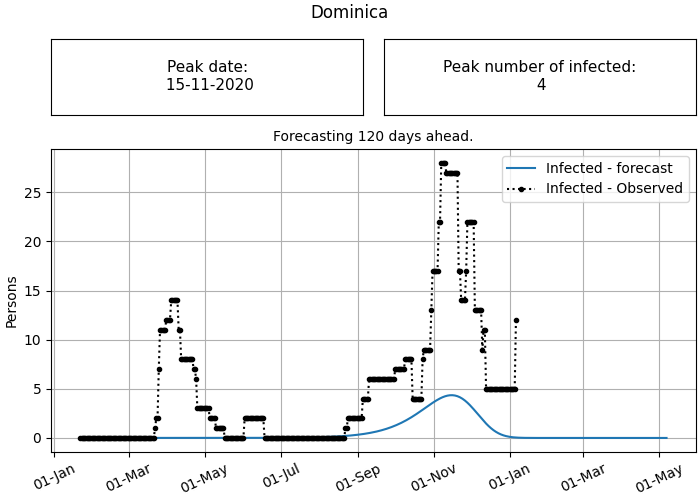 Dominica
Peak date:
15-11-2020
Peak number of infected:
4
Forecasting 120 days ahead.
Infected - forecast
Infected - Observed
Persons
25
20
15
10
5
0
01-Jan
01-Mar
01-May
01-Jul
01-Sep
01-Nov
01-Jan
01-Mar
01-May